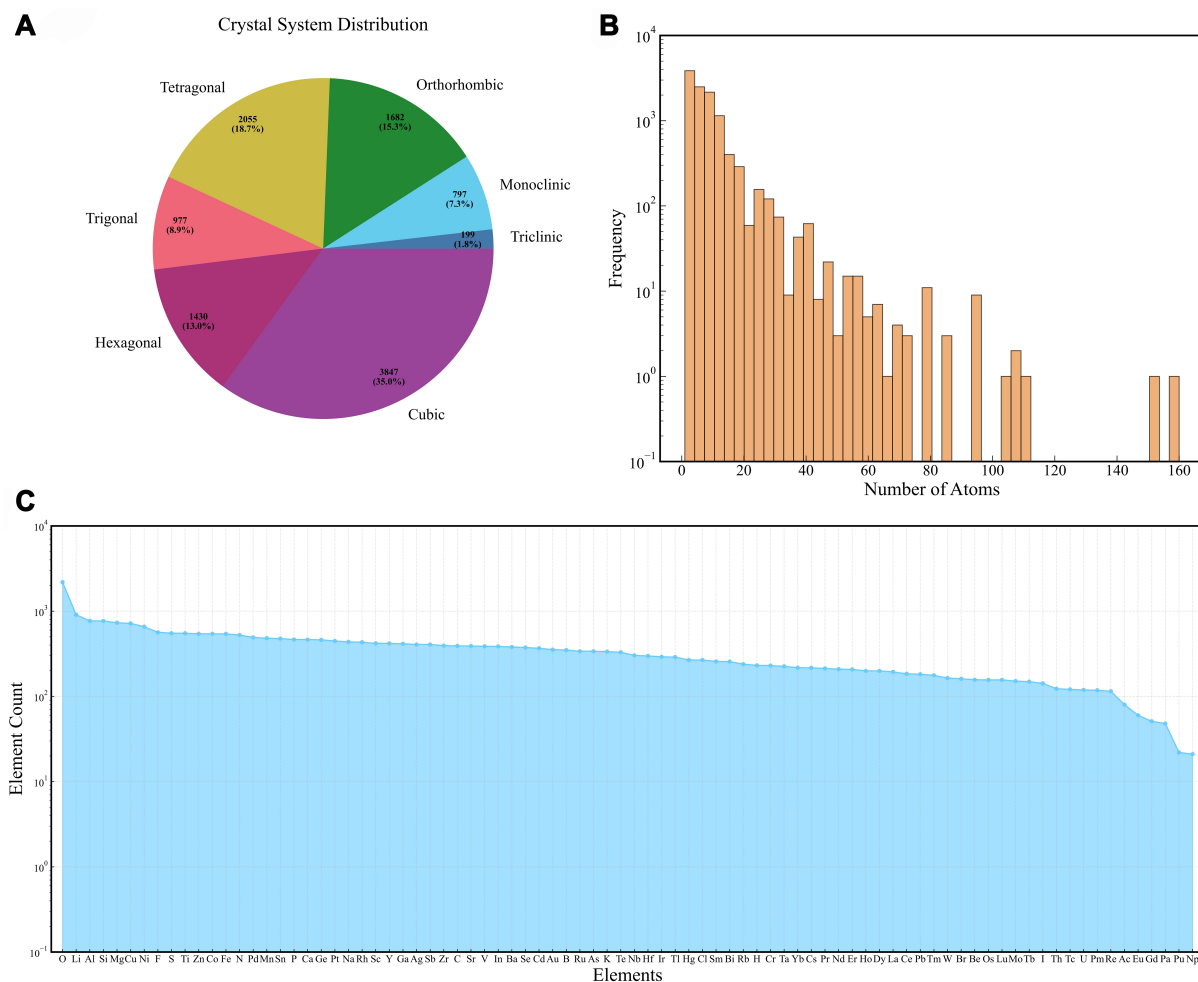 A
Crystal System Distribution
Tetragonal
Orthorhombic
2055
(18.7%)
1682
(15.3%)
Monoclinic
797
(7.3%)
Trigonal
977
(8.9%)
Triclinic
199
(1.8%)
1430
(13.0%)
Hexagonal
3847
(35.0%)
Cubic
B
10^4
10^3
10^2
10^1
10^0
10^-1
Frequency
0 20 40 60 80 100 120 140 160
Number of Atoms
C
10^4
10^3
10^2
10^1
10^0
10^-1
Element Count
O Li Al Si Mg Cu Ni F S Ti Zn Co Fe N Pd Mn Sn P Ca Ge Pt Na Rh Sc Y Ga Ag Sb Zr C Sr V In Ba Se Cd Au B Ru As K Te Nb Hf Ir Tl Hg Cl Sm Bi Rb H Cr Ta Yb Cs Pr Nd Er Ho Dy La Ce Pb Tm W Br Be Os Lu Mo Tb I Th Tc U Pm Re Ac Eu Gd Pa Pu Np
Elements